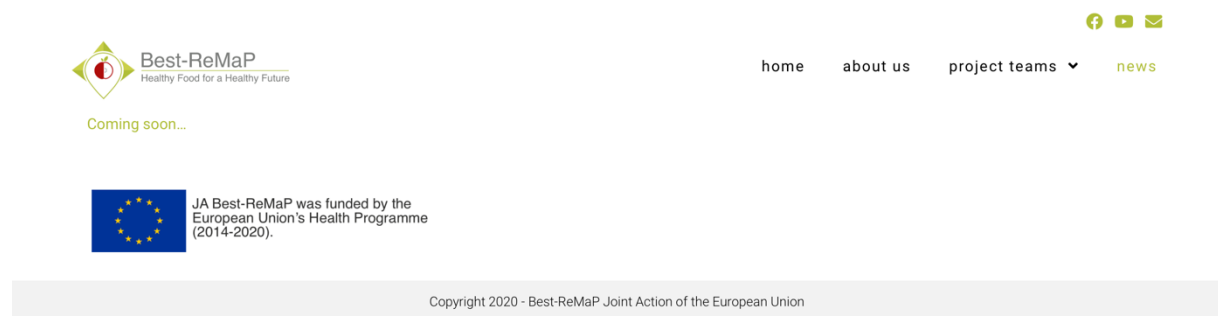 Best-ReMaP
Healthy Food for a Healthy Future
home about us project teams news
Coming soon...
JA Best-ReMaP was funded by the
European Union's Health Programme
(2014-2020).
Copyright 2020 - Best-ReMaP Joint Action of the European Union